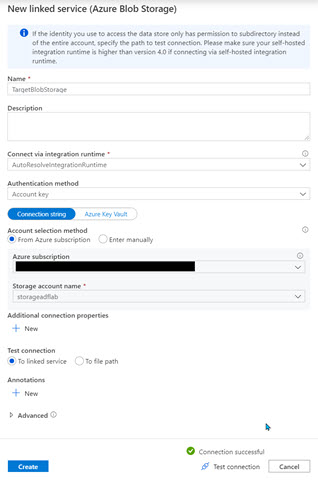 New linked service (Azure Blob Storage)
If the identity you use to access the data store only has permission to subdirectory instead of
the entire account, specify the path to test connection. Please make sure your self-hosted
integration runtime is higher than version 4.0 if connecting via self-hosted integration
runtime.
Name *
TargetBlobStorage
Description
Connect via integration runtime *
AutoResolveIntegrationRuntime
Authentication method
Account key
Connection string Azure Key Vault
Account selection method
From Azure subscription Enter manually
Azure subscription
Storage account name *
storageadflab
Additional connection properties
New
Test connection
To linked service To file path
Annotations
New
Advanced
Connection successful
Create Test connection Cancel